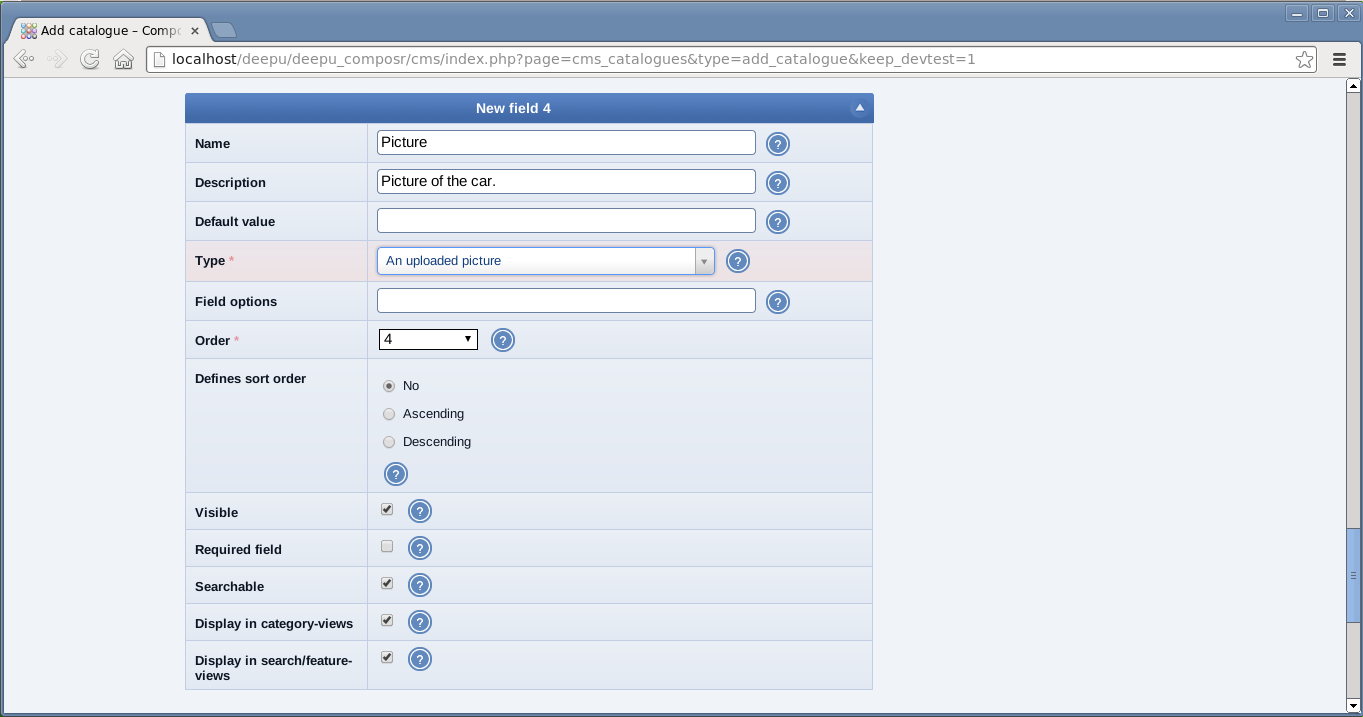 Add catalogue – Compo
localhost/deepu/deepu_composr/cms/index.php?page=cms_catalogues&type=add_catalogue&keep_devtest=1
New field 4
Name
Picture
?
Description
Picture of the car.
?
Default value
?
Type *
An uploaded picture
?
Field options
?
Order *
4
?
Defines sort order
No
Ascending
Descending
?
Visible
?
Required field
?
Searchable
?
Display in category-views
?
Display in search/feature-
views
?